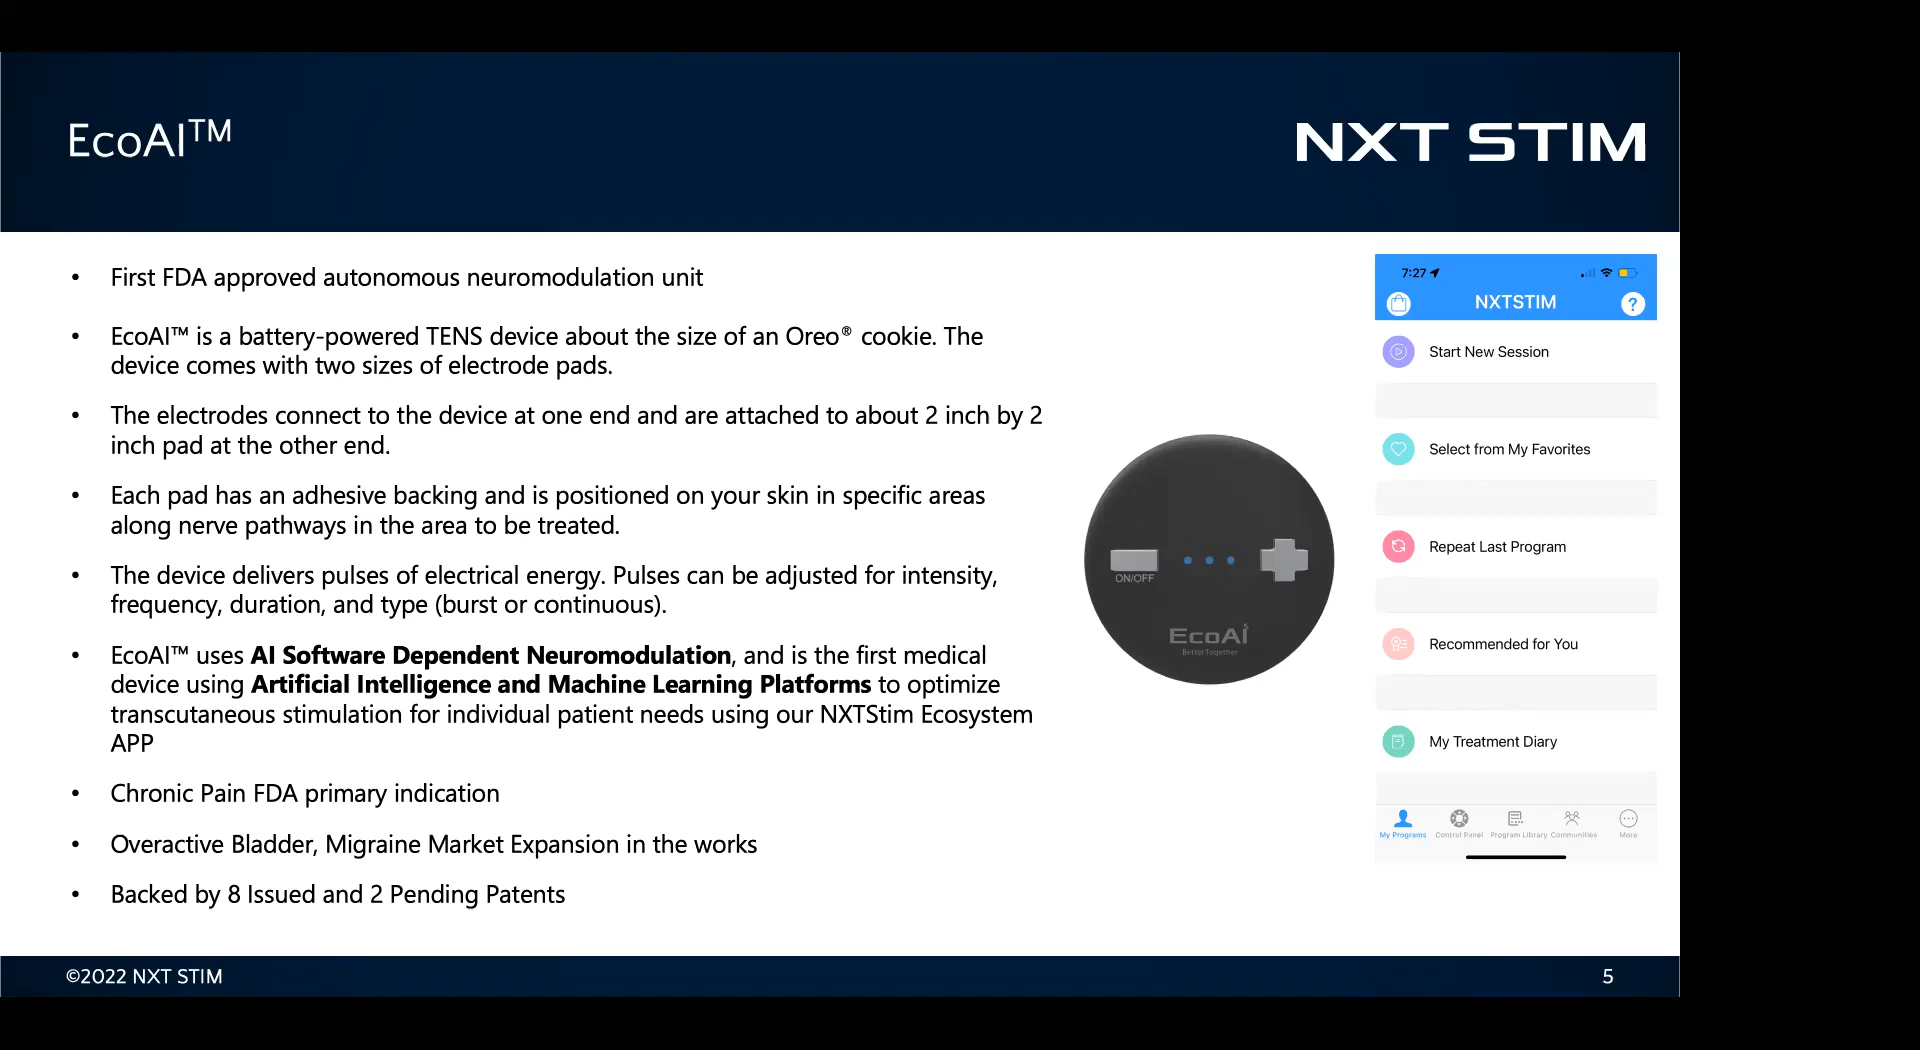 EcoAI™
NXT STIM
• First FDA approved autonomous neuromodulation unit
• EcoAI™ is a battery-powered TENS device about the size of an Oreo® cookie. The
device comes with two sizes of electrode pads.
• The electrodes connect to the device at one end and are attached to about 2 inch by 2
inch pad at the other end.
• Each pad has an adhesive backing and is positioned on your skin in specific areas
along nerve pathways in the area to be treated.
• The device delivers pulses of electrical energy. Pulses can be adjusted for intensity,
frequency, duration, and type (burst or continuous).
• EcoAI™ uses AI Software Dependent Neuromodulation, and is the first medical
device using Artificial Intelligence and Machine Learning Platforms to optimize
transcutaneous stimulation for individual patient needs using our NXTStim Ecosystem
APP
• Chronic Pain FDA primary indication
• Overactive Bladder, Migraine Market Expansion in the works
• Backed by 8 Issued and 2 Pending Patents
ON/OFF
EcoAI
BetterTogether
7:27
NXTSTIM
?
Start New Session
Select from My Favorites
Repeat Last Program
Recommended for You
My Treatment Diary
My Programs Control Panel Program Library Communities More
©2022 NXT STIM
5